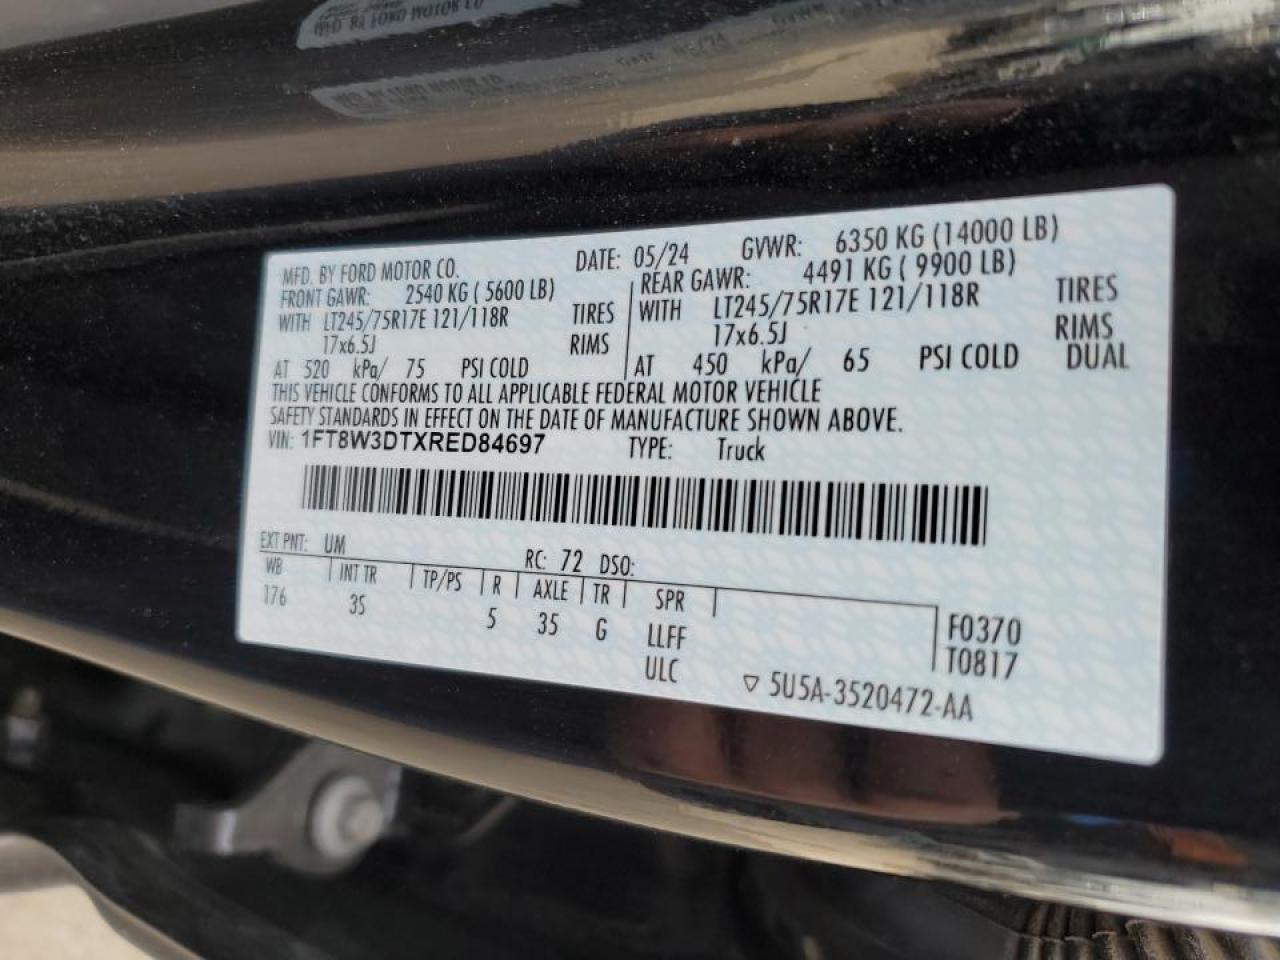 MFD. BY FORD MOTOR CO. DATE: 05/24 GVWR: 6350 KG (14000 LB)
FRONT GAWR: 2540 KG ( 5600 LB) REAR GAWR: 4491 KG ( 9900 LB)
WITH LT245/75R17E 121/118R TIRES WITH LT245/75R17E 121/118R TIRES
17x6.5J RIMS 17x6.5J RIMS
AT 520 kPa/ 75 PSI COLD AT 450 kPa/ 65 PSI COLD DUAL
THIS VEHICLE CONFORMS TO ALL APPLICABLE FEDERAL MOTOR VEHICLE
SAFETY STANDARDS IN EFFECT ON THE DATE OF MANUFACTURE SHOWN ABOVE.
VIN: 1FT8W3DTXRED84697 TYPE: Truck
EXT PNT: UM RC: 72 DSO:
WB INT TR TP/PS R AXLE TR SPR
176 3S 5 35 G LLFF F0370
ULC T0817
5U5A-3520472-AA